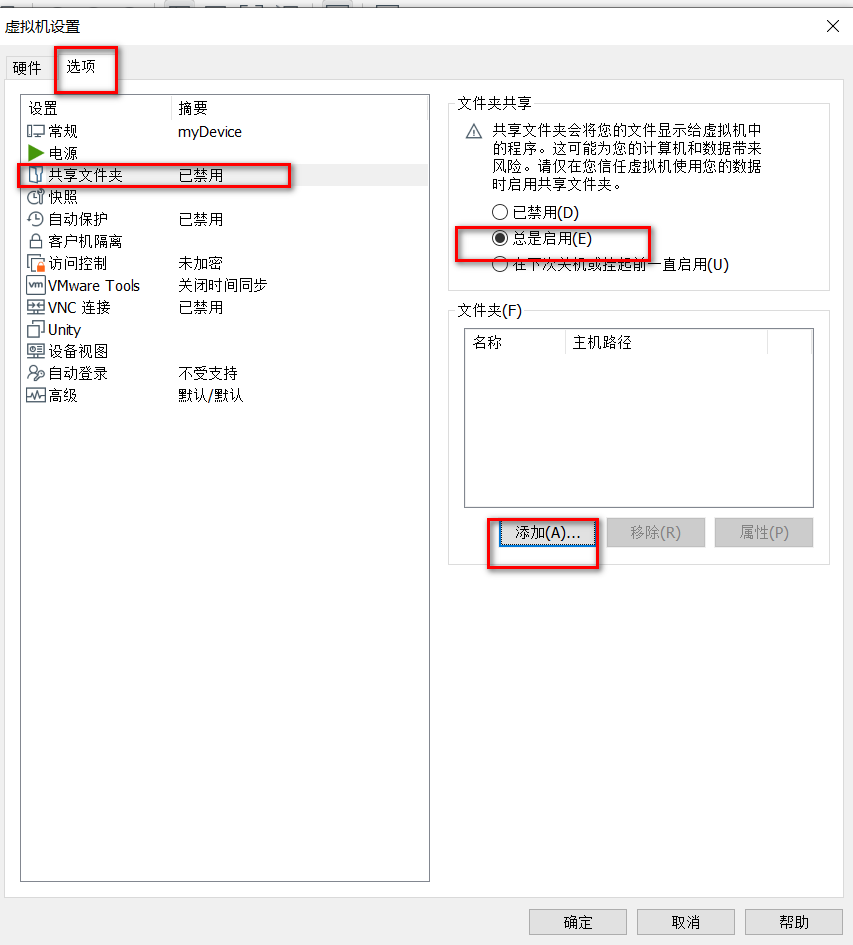 虚拟机设置
硬件 选项
设置 摘要
常规 myDevice
电源
共享文件夹 已禁用
快照
自动保护 已禁用
客户机隔离
访问控制 未加密
VMware Tools 关闭时间同步
VNC 连接 已禁用
Unity
设备视图
自动登录 不受支持
高级 默认/默认
文件夹共享
共享文件夹会将您的文件显示给虚拟机中
的程序。这可能为您的计算机和数据带来
风险。请仅在您信任虚拟机使用您的数据
时启用共享文件夹。
已禁用(D)
总是启用(E)
在下次关机或挂起前一直启用(U)
文件夹(F)
名称 主机路径
添加(A)... 移除(R) 属性(P)
确定 取消 帮助